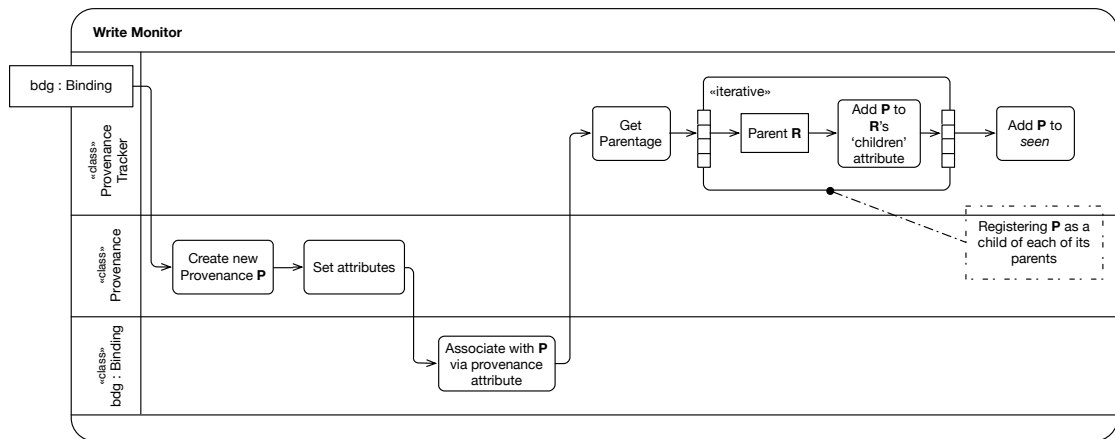 Write Monitor
bdg : Binding
«class»
Provenance
Tracker
Get
Parentage
«iterative»
Parent R
Add P to
R's
‘children’
attribute
Add P to
seen
Registering P as a
child of each of its
parents
«class»
Provenance
Create new
Provenance P
Set attributes
«class»
bdg : Binding
Associate with P
via provenance
attribute